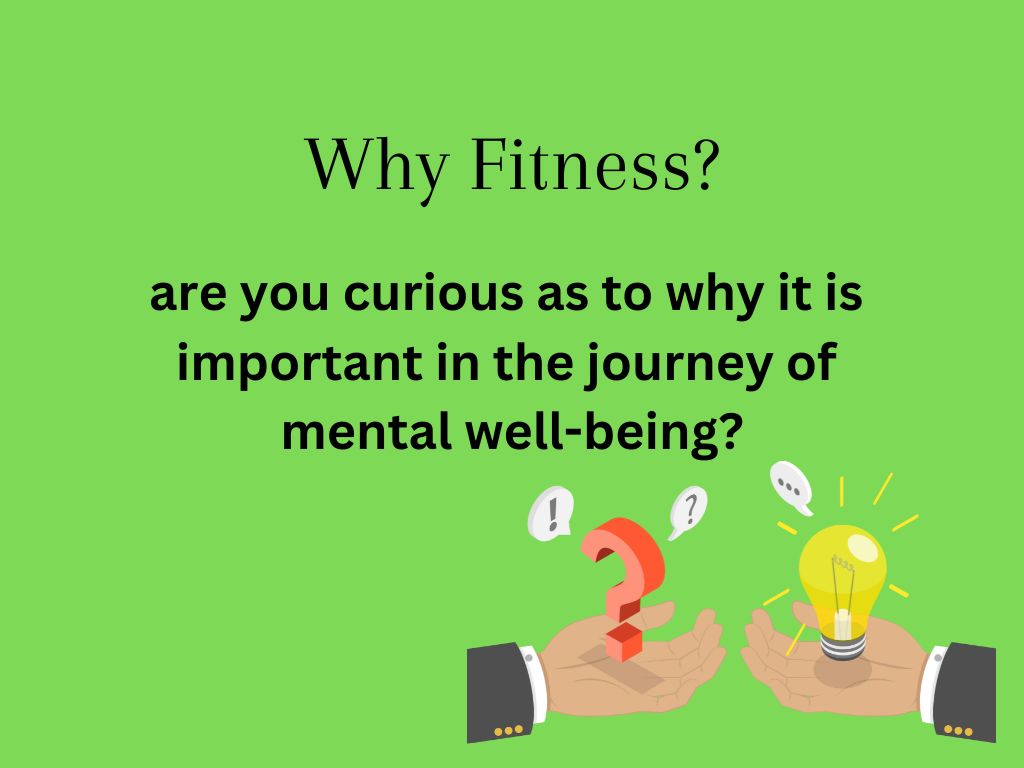 Why Fitness?
are you curious as to why it is
important in the journey of
mental well-being?
!
?
...